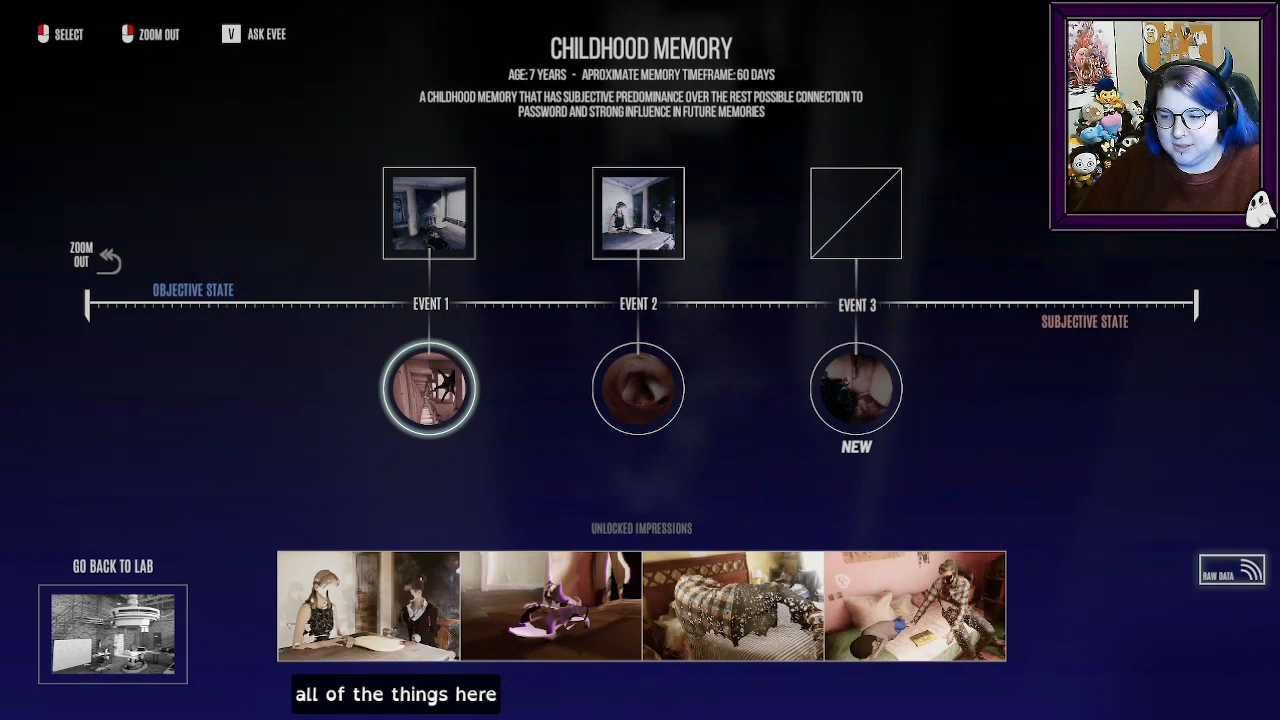 SELECT
ZOOM OUT
V
ASK EVEE
CHILDHOOD MEMORY
AGE: 7 YEARS - APROXIMATE MEMORY TIMEFRAME: 60 DAYS
A CHILDHOOD MEMORY THAT HAS SUBJECTIVE PREDOMINANCE OVER THE REST POSSIBLE CONNECTION TO
PASSWORD AND STRONG INFLUENCE IN FUTURE MEMORIES
ZOOM
OUT
OBJECTIVE STATE
EVENT 1
EVENT 2
EVENT 3
SUBJECTIVE STATE
NEW
UNLOCKED IMPRESSIONS
GO BACK TO LAB
RAW DATA
all of the things here